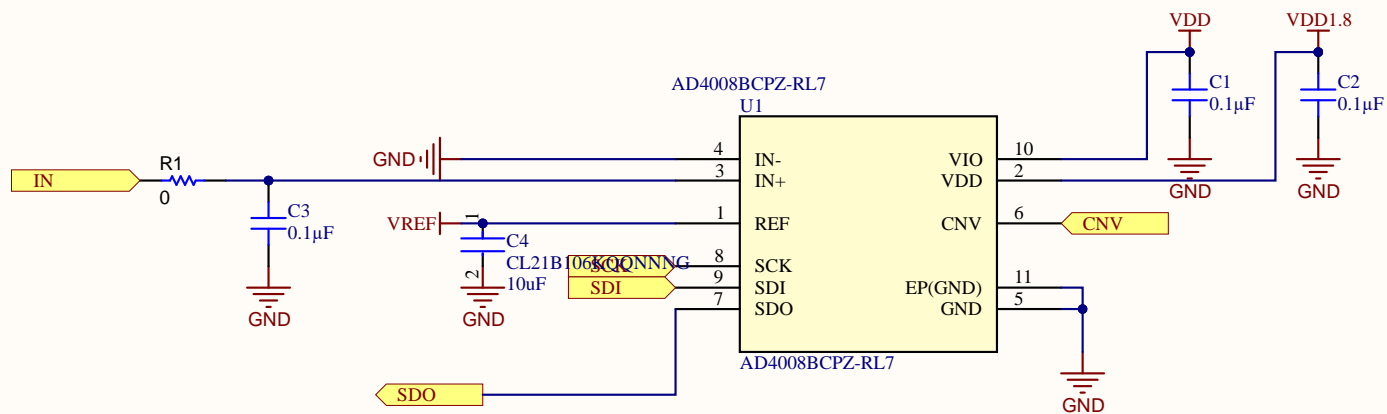 VDD
VDD1.8
C1
0.1µF
C2
0.1µF
AD4008BCPZ-RL7
U1
GND
4
IN-
VIO
10
GND
GND
IN
R1
0
3
IN+
VDD
2
C3
0.1µF
VREF
1
1
REF
CNV
6
CNV
C4
CL21B106KQQNNNG
10uF
2
SCK
8
SCK
SDI
9
SDI
EP(GND)
11
7
SDO
GND
5
GND
GND
AD4008BCPZ-RL7
SDO
GND